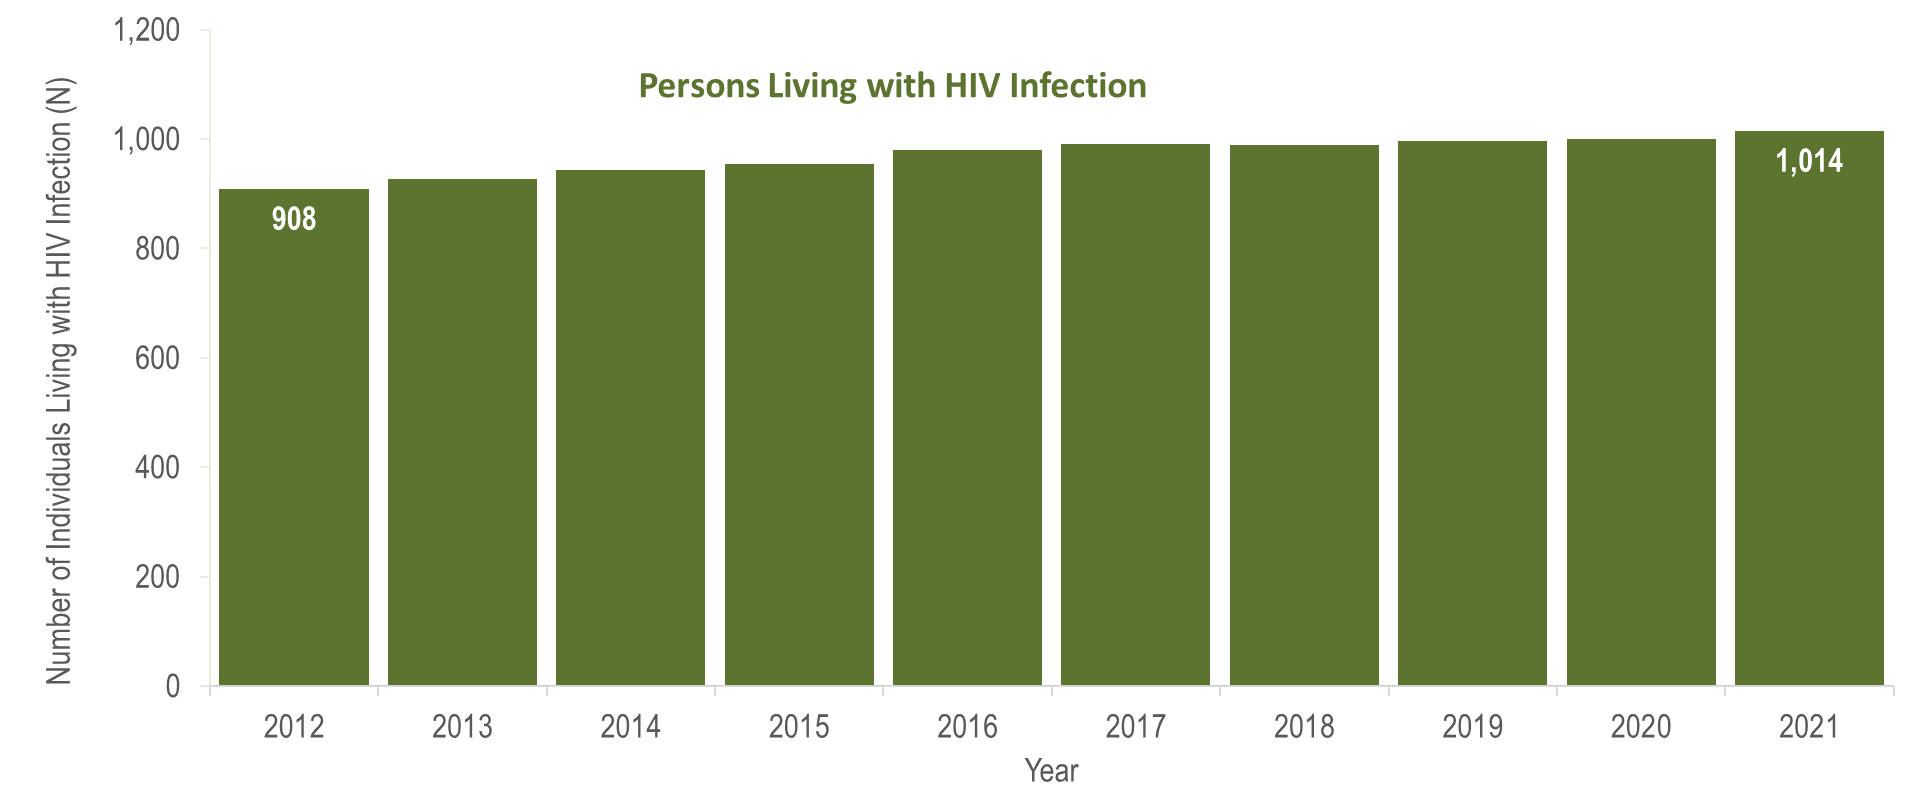 Persons Living with HIV Infection
Number of Individuals Living with HIV Infection (N)
1,200
1,000
800
600
400
200
0
908
1,014
2012 2013 2014 2015 2016 2017 2018 2019 2020 2021
Year